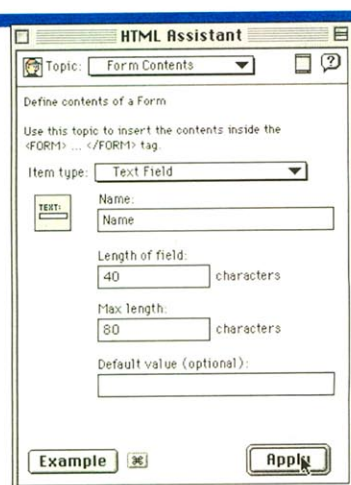 HTML Assistant
Topic: Form Contents
Define contents of a Form
Use this topic to insert the contents inside the
<FORM> ... </FORM> tag.
Item type: Text Field
TEXT:
Name:
Name
Length of field:
40 characters
Max length:
80 characters
Default value (optional):
Example ⌘ Apply